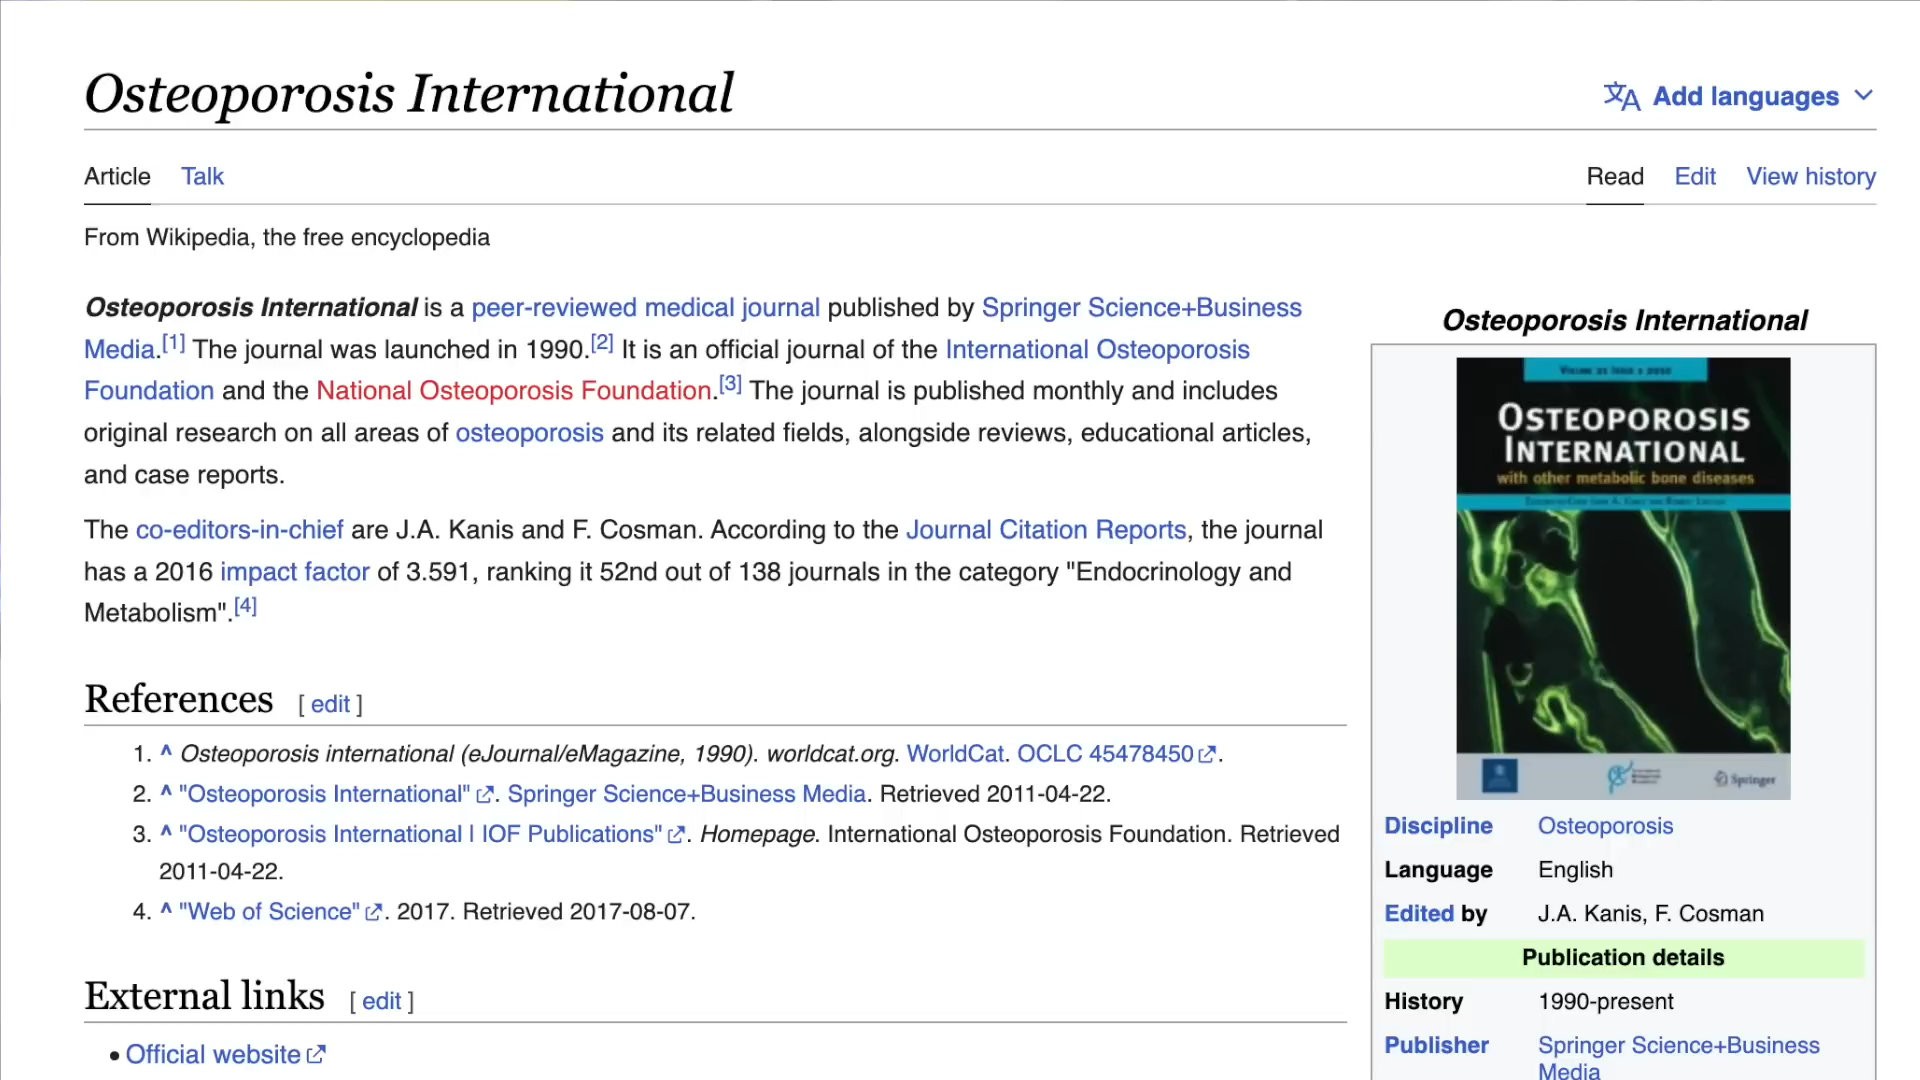 Osteoporosis International
Add languages
Article Talk
Read Edit View history
From Wikipedia, the free encyclopedia
Osteoporosis International is a peer-reviewed medical journal published by Springer Science+Business
Media.[1] The journal was launched in 1990.[2] It is an official journal of the International Osteoporosis
Foundation and the National Osteoporosis Foundation.[3] The journal is published monthly and includes
original research on all areas of osteoporosis and its related fields, alongside reviews, educational articles,
and case reports.
The co-editors-in-chief are J.A. Kanis and F. Cosman. According to the Journal Citation Reports, the journal
has a 2016 impact factor of 3.591, ranking it 52nd out of 138 journals in the category "Endocrinology and
Metabolism".[4]
References [ edit ]
1. ^ Osteoporosis international (eJournal/eMagazine, 1990). worldcat.org. WorldCat. OCLC 45478450.
2. ^ "Osteoporosis International". Springer Science+Business Media. Retrieved 2011-04-22.
3. ^ "Osteoporosis International | IOF Publications". Homepage. International Osteoporosis Foundation. Retrieved
2011-04-22.
4. ^ "Web of Science". 2017. Retrieved 2017-08-07.
External links [ edit ]
• Official website
Osteoporosis International
OSTEOPOROSIS
INTERNATIONAL
with other metabolic bone diseases
Springer
Discipline Osteoporosis
Language English
Edited by J.A. Kanis, F. Cosman
Publication details
History 1990-present
Publisher Springer Science+Business
Media